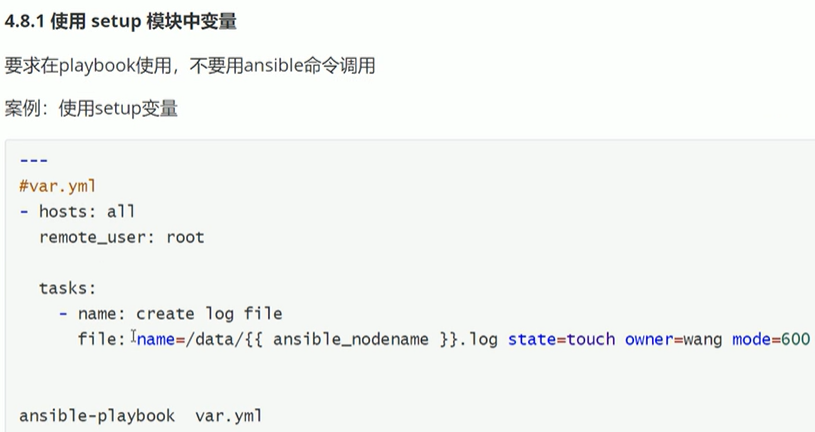 4.8.1 使用 setup 模块中变量
要求在playbook使用，不要用ansible命令调用
案例：使用setup变量
---
#var.yml
- hosts: all
  remote_user: root
  tasks:
    - name: create log file
      file: name=/data/{{ ansible_nodename }}.log state=touch owner=wang mode=600
ansible-playbook  var.yml